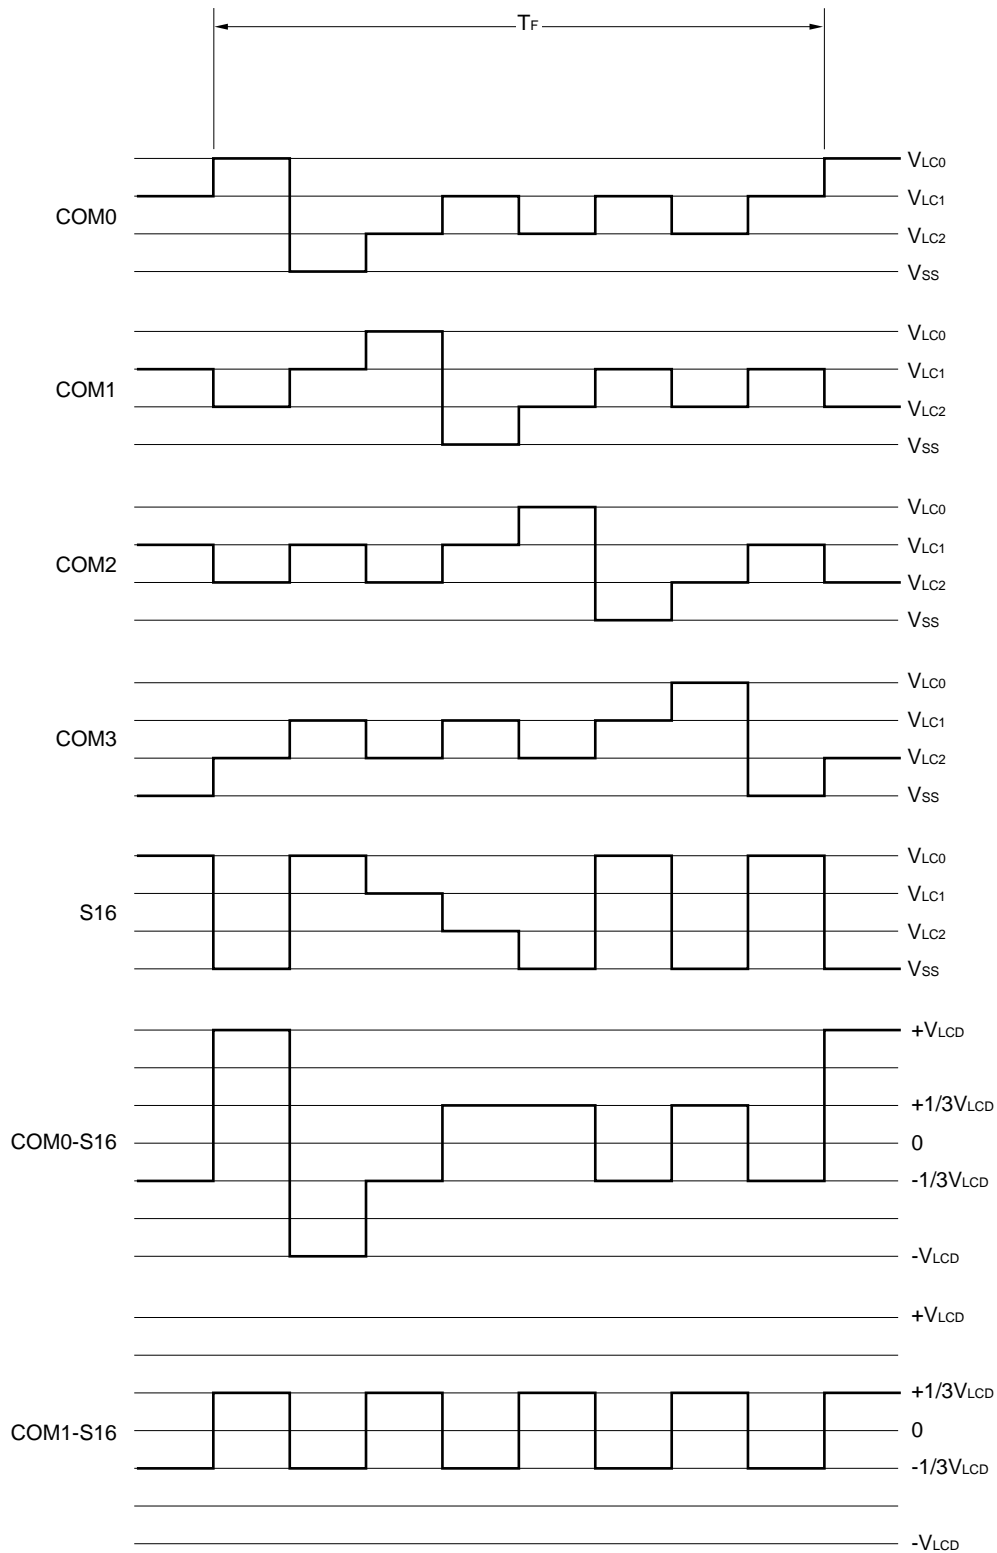 TF
VLC0
VLC1
COM0
VLC2
VSS
VLC0
VLC1
COM1
VLC2
VSS
VLC0
VLC1
COM2
VLC2
VSS
VLC0
VLC1
COM3
VLC2
VSS
VLC0
VLC1
S16
VLC2
VSS
+VLCD
+1/3VLCD
COM0-S16
0
-1/3VLCD
-VLCD
+VLCD
+1/3VLCD
COM1-S16
0
-1/3VLCD
-VLCD